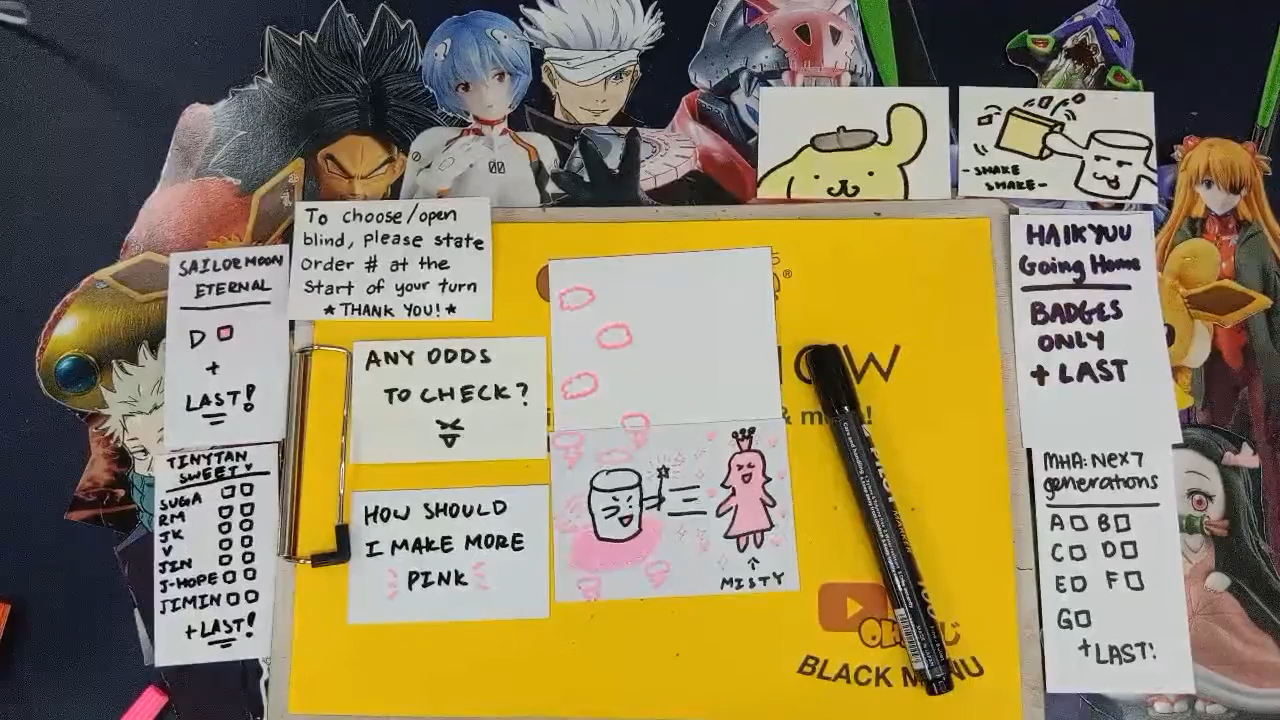 00
-SHAKE
SHAKE-
To choose/open
blind, please state
Order # at the
start of your turn
★THANK YOU!★
SAILORMOON
ETERNAL
D
+
LAST!
ANY ODDS
TO CHECK?
HAIKYUU
Going Home
BADGES
ONLY
+ LAST
TINYTAN
SWEET
SUGA
RM
JK
V
JIN
J-HOPE
JIMIN
+LAST!
HOW SHOULD
I MAKE MORE
PINK
MISTY
MHA: NEXT
generations
A B
C D
E F
G
+LAST!
& more!
BLACK